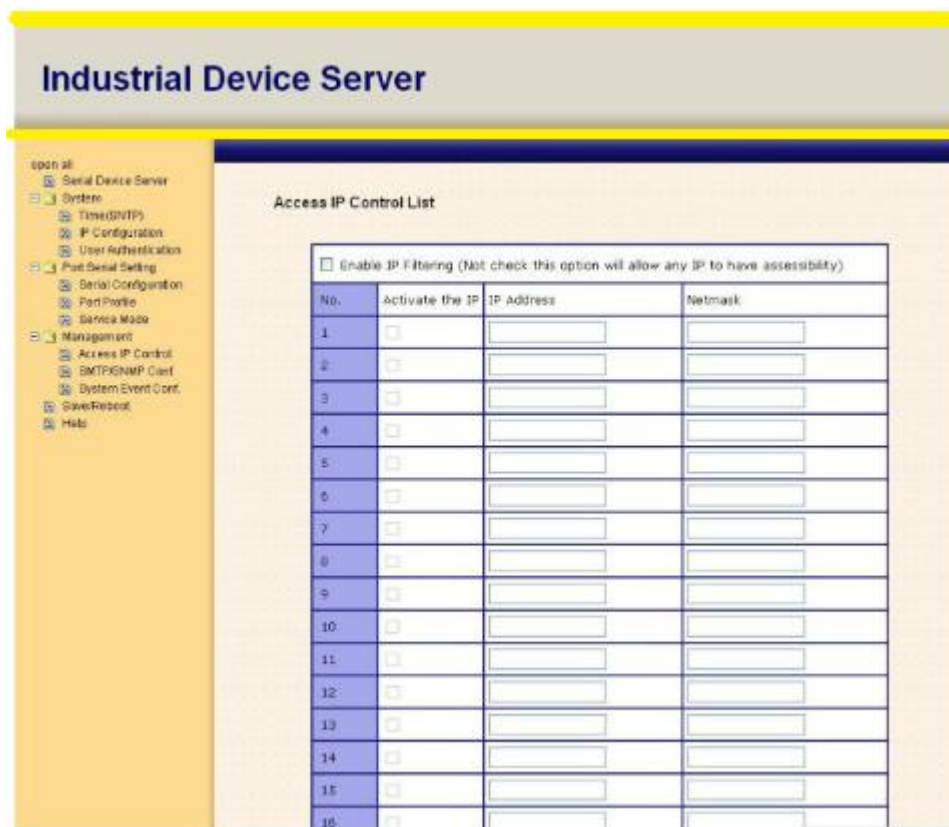 Industrial Device Server
open all
Serial Device Server
System
Time(SNTP)
IP Configuration
User Authentication
Port Serial Setting
Serial Configuration
Port Profile
Service Mode
Management
Access IP Control
SMTP/SNMP Conf
System Event Conf.
Save/Reboot
Help
Access IP Control List
Enable IP Filtering (Not check this option will allow any IP to have assessibility)
No. Activate the IP IP Address Netmask
1
2
3
4
5
6
7
8
9
10
11
12
13
14
15
16